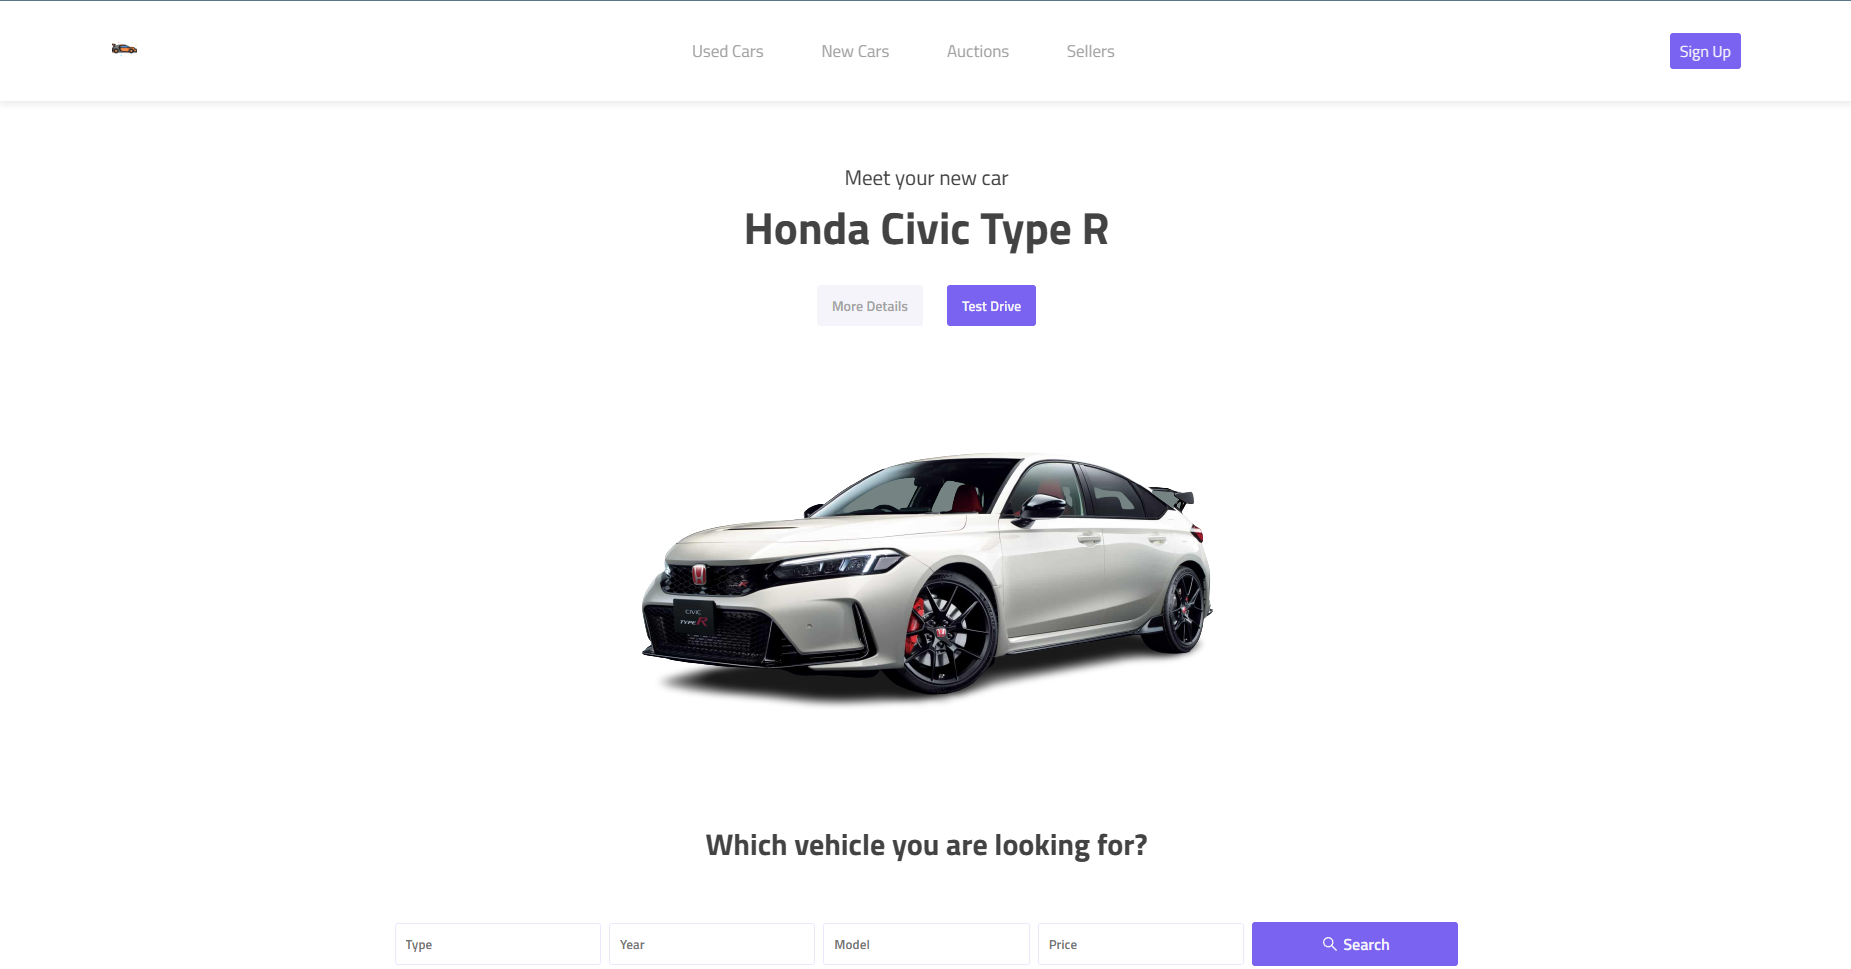 Used Cars New Cars Auctions Sellers Sign Up
Meet your new car
Honda Civic Type R
More Details Test Drive
CIVIC
TYPE R
Which vehicle you are looking for?
Type Year Model Price Search